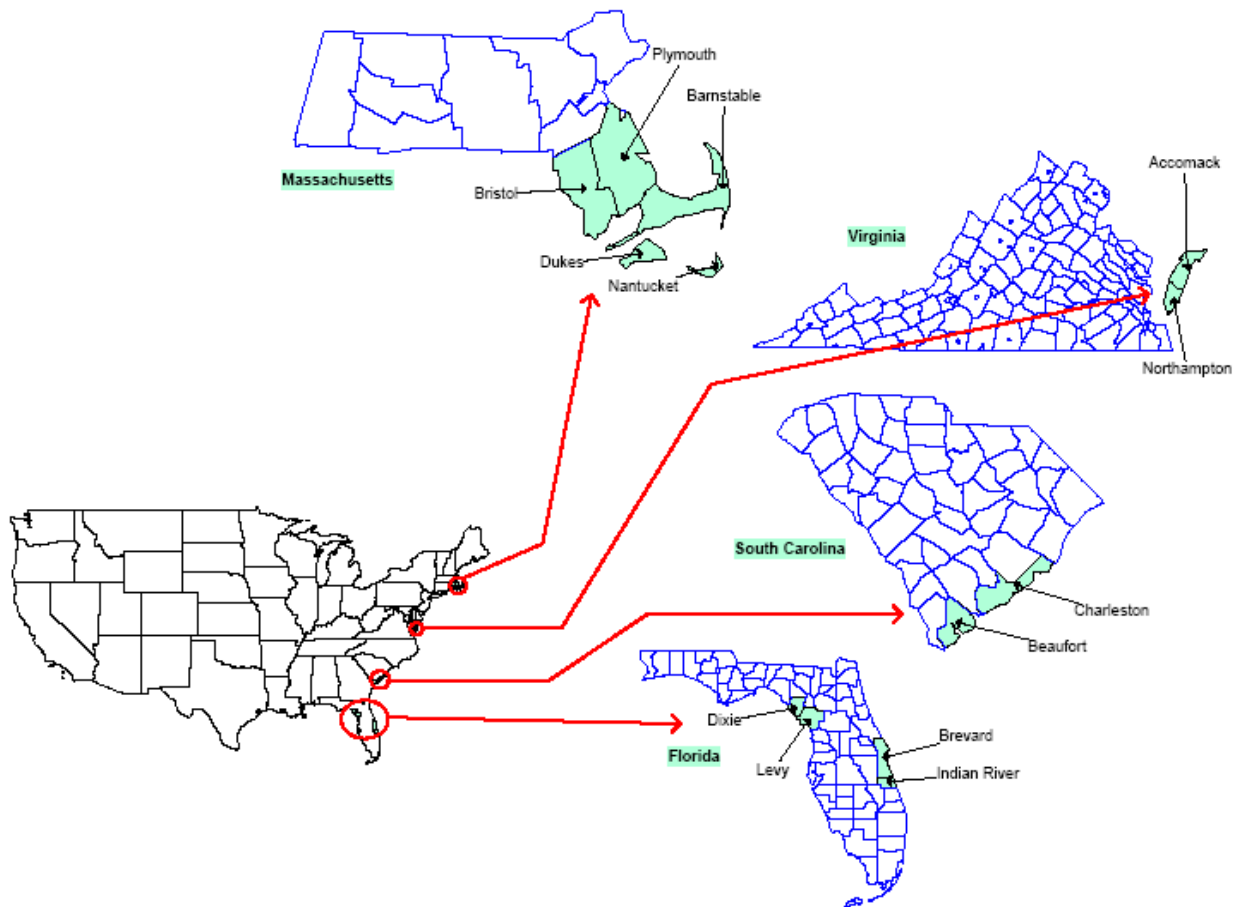 Plymouth
Barnstable
Massachusetts
Bristol
Dukes
Nantucket
Accomack
Virginia
Northampton
South Carolina
Charleston
Beaufort
Dixie
Levy
Florida
Brevard
Indian River